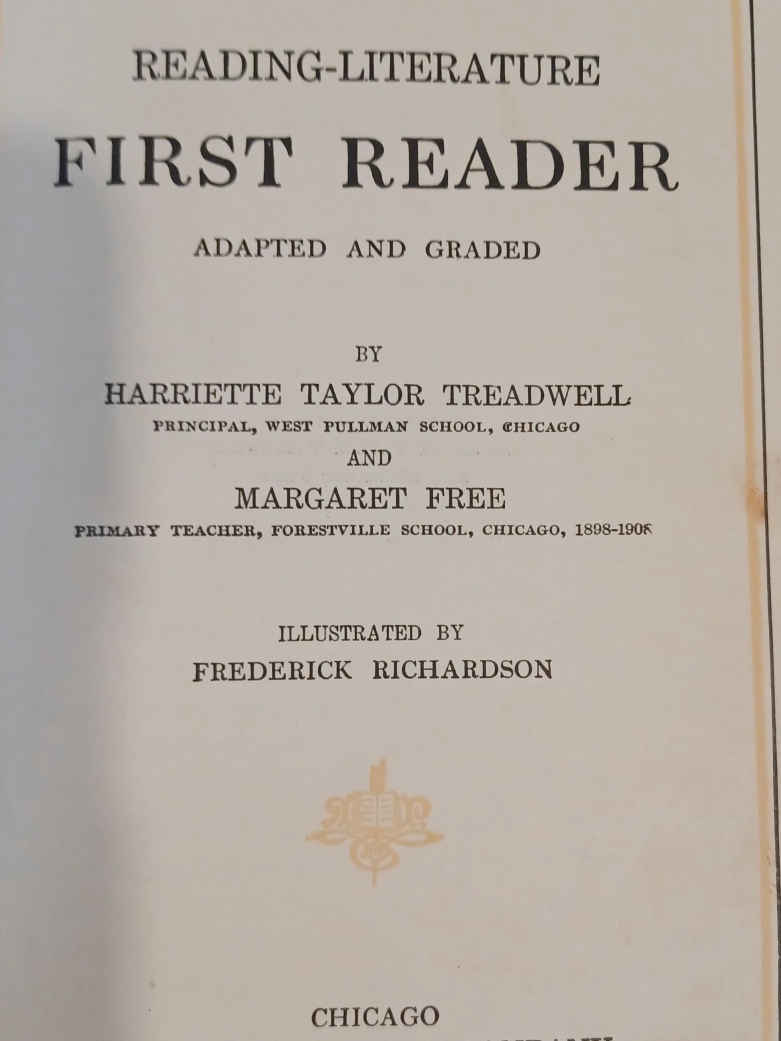 READING-LITERATURE
FIRST READER
ADAPTED AND GRADED
BY
HARRIETTE TAYLOR TREADWELL
PRINCIPAL, WEST PULLMAN SCHOOL, CHICAGO
AND
MARGARET FREE
PRIMARY TEACHER, FORESTVILLE SCHOOL, CHICAGO, 1898-1908
ILLUSTRATED BY
FREDERICK RICHARDSON
CHICAGO